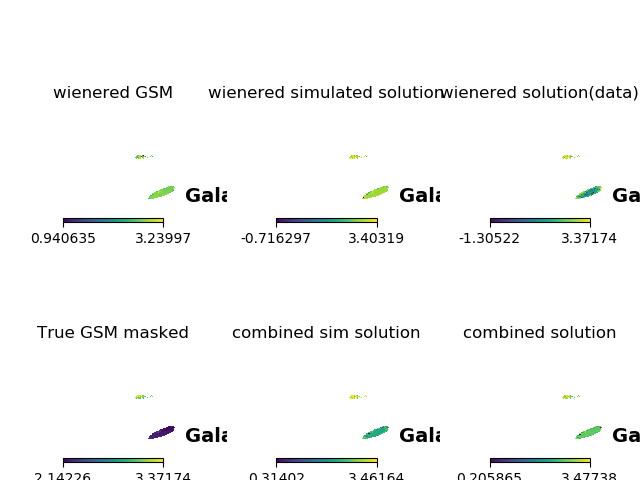 wienered GSM
wienered simulated solution
wienered solution(data)
Gala
Gala
Ga
0.940635 3.23997
-0.716297 3.40319
-1.30522 3.37174
True GSM masked
combined sim solution
combined solution
Gala
Gala
Ga
2.14226 3.37174
0.31402 3.46164
0.205865 3.47738